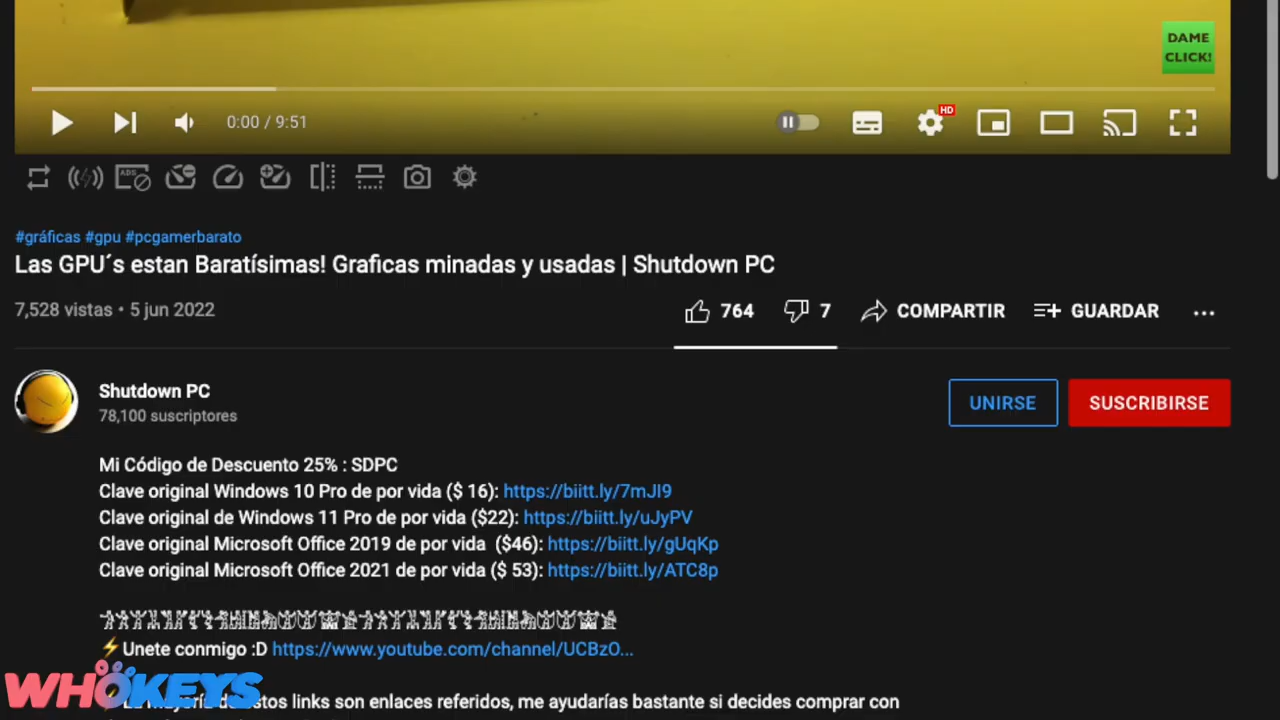 DAME
CLICK!
0:00 / 9:51
HD
ADS
#gráficas #gpu #pcgamerbarato
Las GPU´s estan Baratísimas! Graficas minadas y usadas | Shutdown PC
7,528 vistas • 5 jun 2022
764
7
COMPARTIR
GUARDAR
Shutdown PC
78,100 suscriptores
UNIRSE
SUSCRIBIRSE
Mi Código de Descuento 25% : SDPC
Clave original Windows 10 Pro de por vida ($ 16): https://biitt.ly/7mJI9
Clave original de Windows 11 Pro de por vida ($22): https://biitt.ly/uJyPV
Clave original Microsoft Office 2019 de por vida  ($46): https://biitt.ly/gUqKp
Clave original Microsoft Office 2021 de por vida ($ 53): https://biitt.ly/ATC8p
⚡Unete conmigo :D https://www.youtube.com/channel/UCBzO...
WHOKEYS
links son enlaces referidos, me ayudarías bastante si decides comprar con